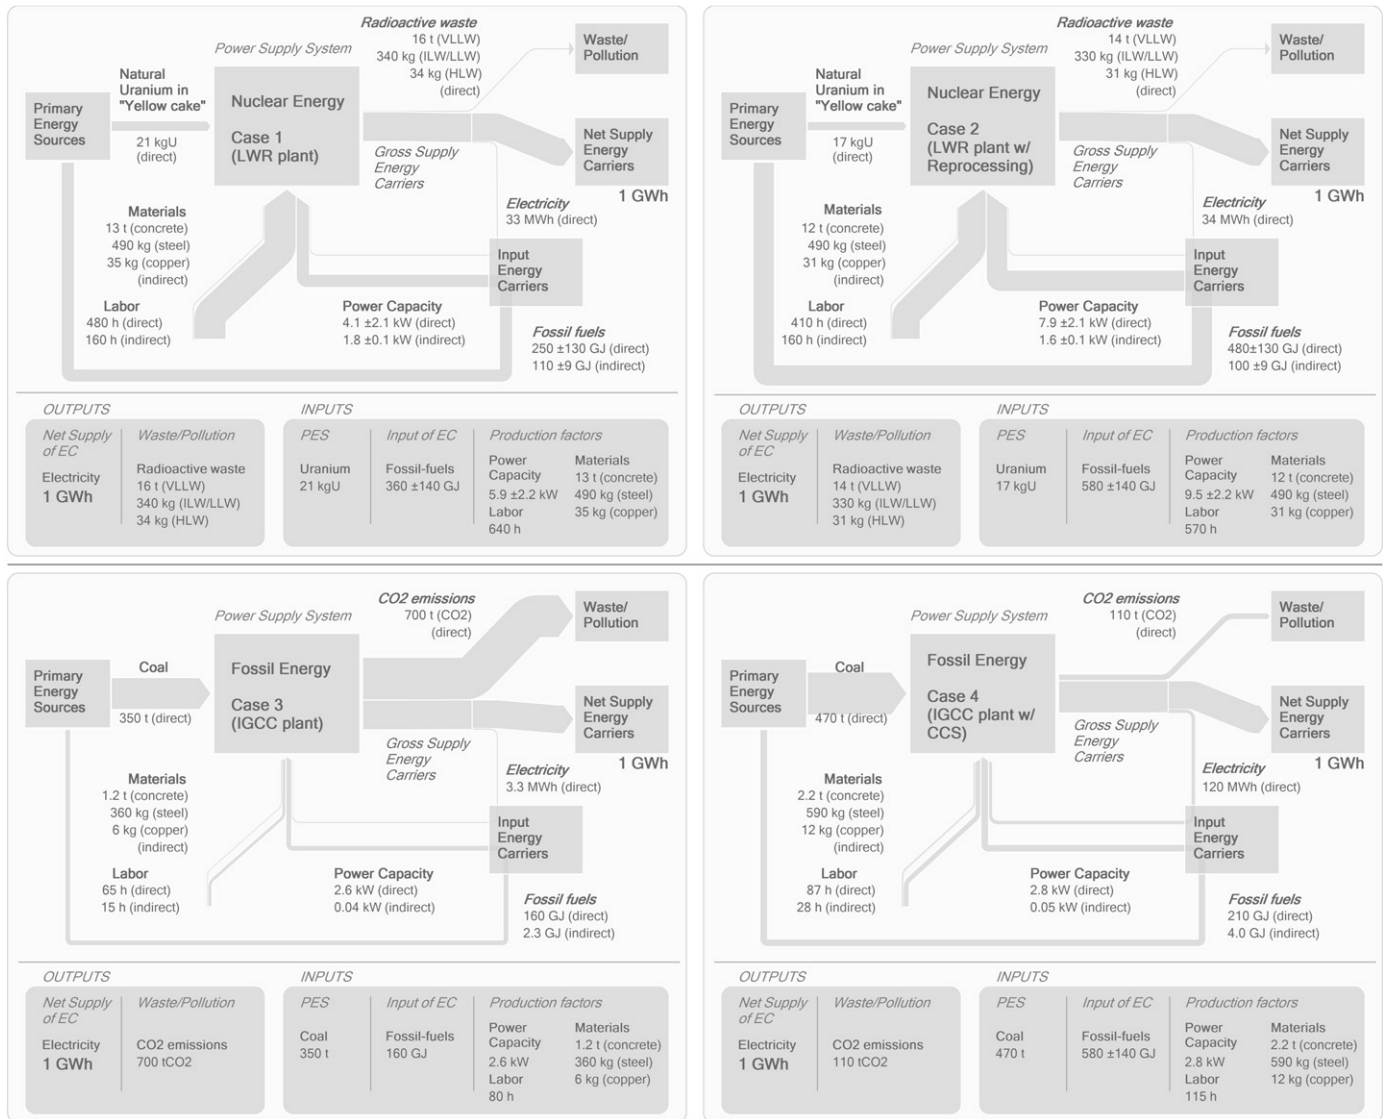 Radioactive waste
16 t (VLLW)
340 kg (ILW/LLW)
34 kg (HLW)
(direct)
Waste/
Pollution
Power Supply System
Natural
Uranium in
"Yellow cake"
Primary
Energy
Sources
21 kgU
(direct)
Nuclear Energy
Case 1
(LWR plant)
Gross Supply
Energy
Carriers
Net Supply
Energy
Carriers
1 GWh
Materials
13 t (concrete)
490 kg (steel)
35 kg (copper)
(indirect)
Electricity
33 MWh (direct)
Input
Energy
Carriers
Labor
480 h (direct)
160 h (indirect)
Power Capacity
4.1 ±2.1 kW (direct)
1.8 ±0.1 kW (indirect)
Fossil fuels
250 ±130 GJ (direct)
110 ±9 GJ (indirect)
OUTPUTS
Net Supply
of EC
Electricity
1 GWh
Waste/Pollution
Radioactive waste
16 t (VLLW)
340 kg (ILW/LLW)
34 kg (HLW)
INPUTS
PES
Uranium
21 kgU
Input of EC
Fossil-fuels
360 ±140 GJ
Production factors
Power
Capacity
5.9 ±2.2 kW
Labor
640 h
Materials
13 t (concrete)
490 kg (steel)
35 kg (copper)
Radioactive waste
14 t (VLLW)
330 kg (ILW/LLW)
31 kg (HLW)
(direct)
Waste/
Pollution
Power Supply System
Natural
Uranium in
"Yellow cake"
Primary
Energy
Sources
17 kgU
(direct)
Nuclear Energy
Case 2
(LWR plant w/
Reprocessing)
Gross Supply
Energy
Carriers
Net Supply
Energy
Carriers
1 GWh
Materials
12 t (concrete)
490 kg (steel)
31 kg (copper)
(indirect)
Electricity
34 MWh (direct)
Input
Energy
Carriers
Labor
410 h (direct)
160 h (indirect)
Power Capacity
7.9 ±2.1 kW (direct)
1.6 ±0.1 kW (indirect)
Fossil fuels
480±130 GJ (direct)
100 ±9 GJ (indirect)
OUTPUTS
Net Supply
of EC
Electricity
1 GWh
Waste/Pollution
Radioactive waste
14 t (VLLW)
330 kg (ILW/LLW)
31 kg (HLW)
INPUTS
PES
Uranium
17 kgU
Input of EC
Fossil-fuels
580 ±140 GJ
Production factors
Power
Capacity
9.5 ±2.2 kW
Labor
570 h
Materials
12 t (concrete)
490 kg (steel)
31 kg (copper)
CO2 emissions
700 t (CO2)
(direct)
Waste/
Pollution
Power Supply System
Primary
Energy
Sources
Coal
350 t (direct)
Fossil Energy
Case 3
(IGCC plant)
Gross Supply
Energy
Carriers
Net Supply
Energy
Carriers
1 GWh
Materials
1.2 t (concrete)
360 kg (steel)
6 kg (copper)
(indirect)
Electricity
3.3 MWh (direct)
Input
Energy
Carriers
Labor
65 h (direct)
15 h (indirect)
Power Capacity
2.6 kW (direct)
0.04 kW (indirect)
Fossil fuels
160 GJ (direct)
2.3 GJ (indirect)
OUTPUTS
Net Supply
of EC
Electricity
1 GWh
Waste/Pollution
CO2 emissions
700 tCO2
INPUTS
PES
Coal
350 t
Input of EC
Fossil-fuels
160 GJ
Production factors
Power
Capacity
2.6 kW
Labor
80 h
Materials
1.2 t (concrete)
360 kg (steel)
6 kg (copper)
CO2 emissions
110 t (CO2)
(direct)
Waste/
Pollution
Power Supply System
Primary
Energy
Sources
Coal
470 t (direct)
Fossil Energy
Case 4
(IGCC plant w/
CCS)
Gross Supply
Energy
Carriers
Net Supply
Energy
Carriers
1 GWh
Materials
2.2 t (concrete)
590 kg (steel)
12 kg (copper)
(indirect)
Electricity
120 MWh (direct)
Input
Energy
Carriers
Labor
87 h (direct)
28 h (indirect)
Power Capacity
2.8 kW (direct)
0.05 kW (indirect)
Fossil fuels
210 GJ (direct)
4.0 GJ (indirect)
OUTPUTS
Net Supply
of EC
Electricity
1 GWh
Waste/Pollution
CO2 emissions
110 tCO2
INPUTS
PES
Coal
470 t
Input of EC
Fossil-fuels
580 ±140 GJ
Production factors
Power
Capacity
2.8 kW
Labor
115 h
Materials
2.2 t (concrete)
590 kg (steel)
12 kg (copper)